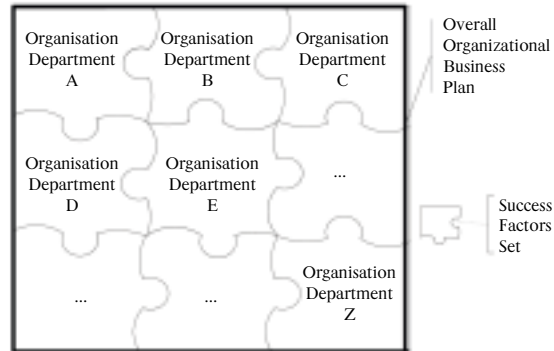 Organisation
Department
A
Organisation
Department
B
Organisation
Department
C
Overall
Organizational
Business
Plan
Organisation
Department
D
Organisation
Department
E
...
Success
Factors
Set
...
...
Organisation
Department
Z